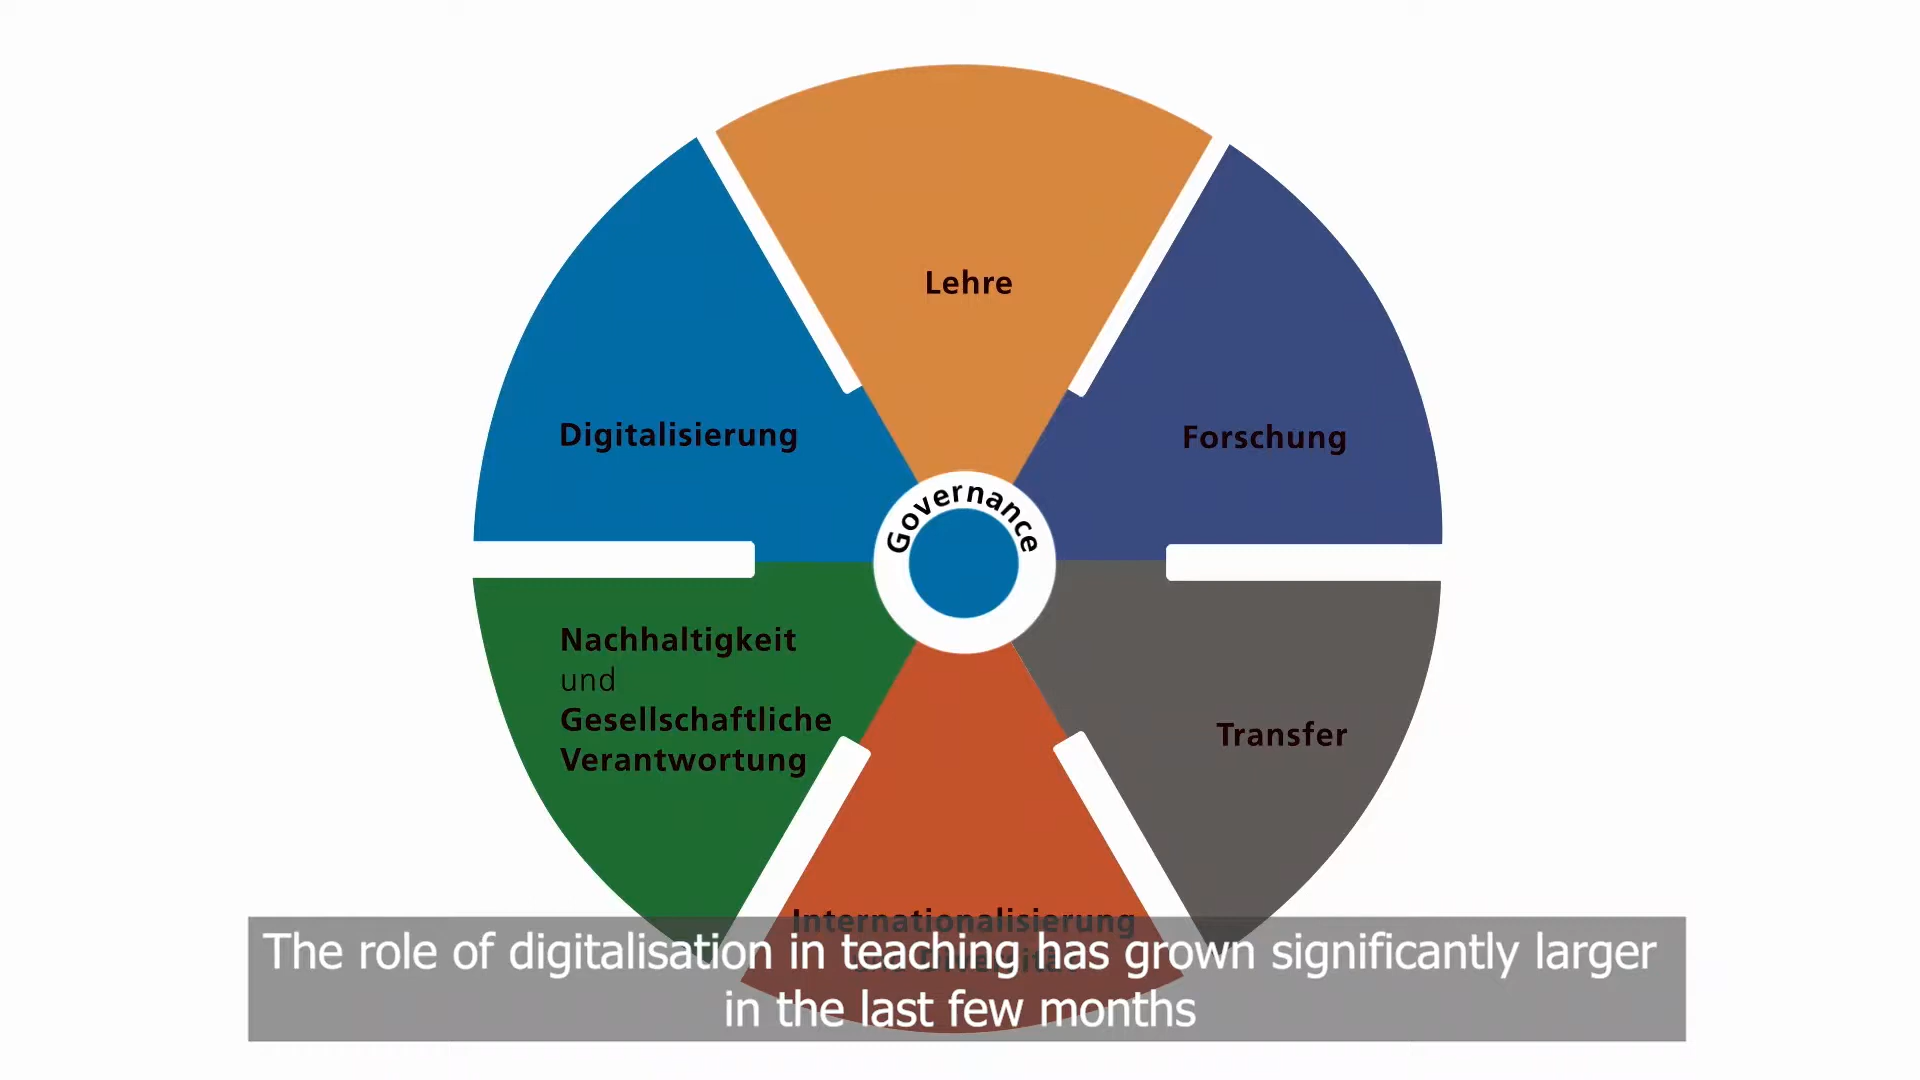 Lehre
Digitalisierung
Forschung
Governance
Nachhaltigkeit
und
Gesellschaftliche
Verantwortung
Transfer
Internationalisierung
The role of digitalisation in teaching has grown significantly larger
in the last few months